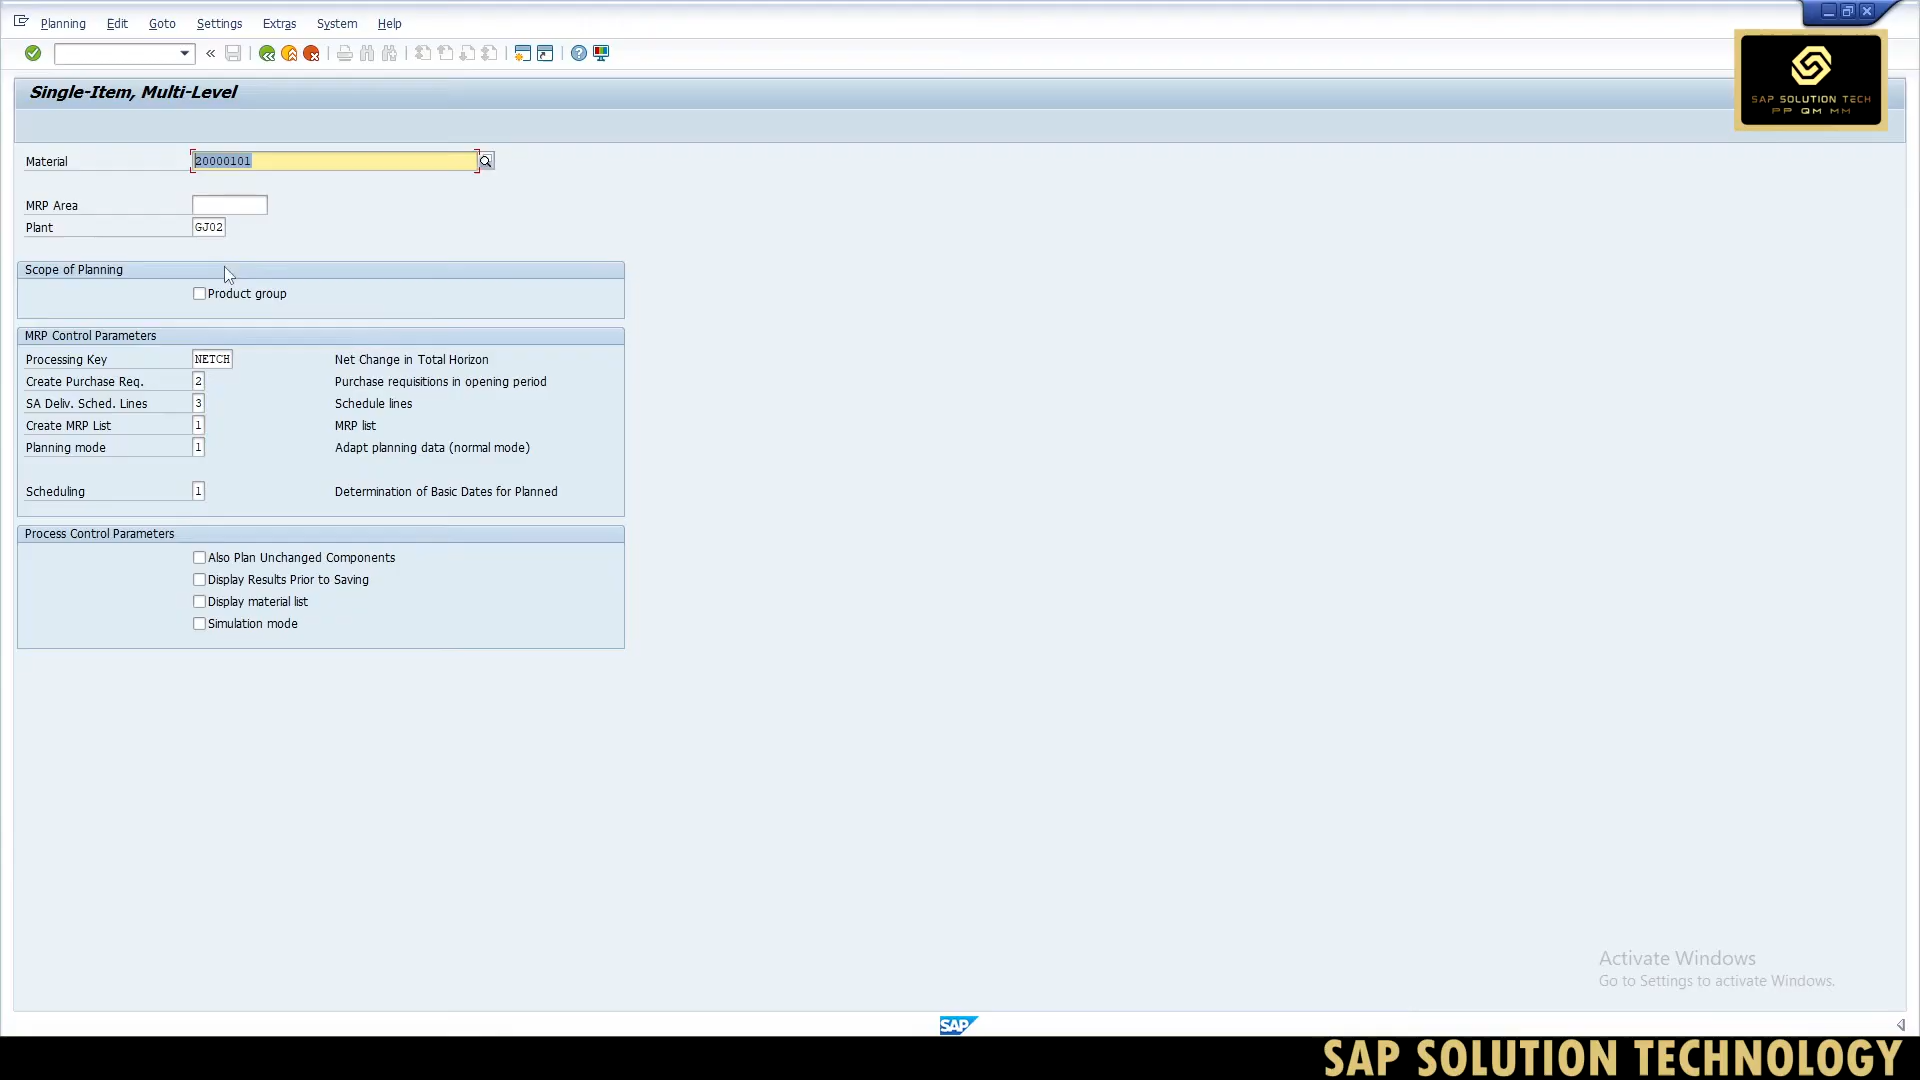 Planning Edit Goto Settings Extras System Help
Single-Item, Multi-Level
SAP SOLUTION TECH
PP QM MM
Material 20000101
MRP Area
Plant GJ02
Scope of Planning
Product group
MRP Control Parameters
Processing Key NETCH Net Change in Total Horizon
Create Purchase Req. 2 Purchase requisitions in opening period
SA Deliv. Sched. Lines 3 Schedule lines
Create MRP List 1 MRP list
Planning mode 1 Adapt planning data (normal mode)
Scheduling 1 Determination of Basic Dates for Planned
Process Control Parameters
Also Plan Unchanged Components
Display Results Prior to Saving
Display material list
Simulation mode
Activate Windows
Go to Settings to activate Windows.
SAP
SAP SOLUTION TECHNOLOGY